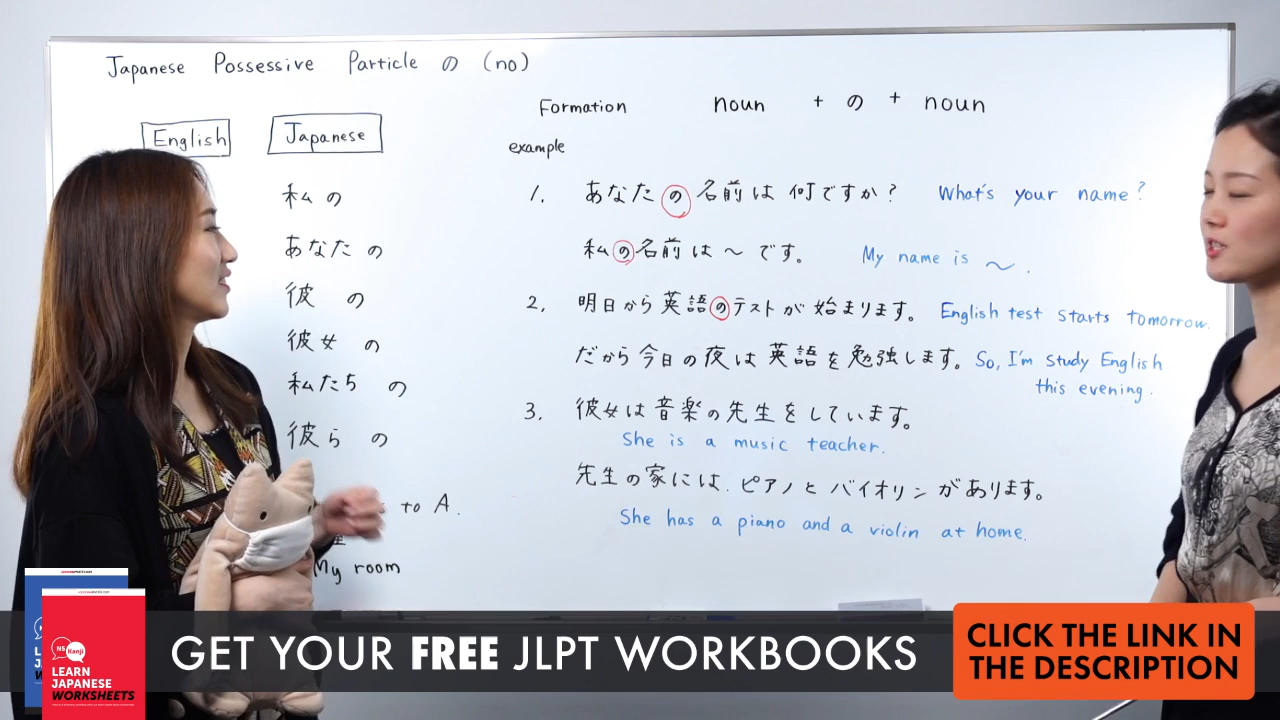 Japanese Possessive Particle の (no)
English
Japanese
私の
あなたの
彼の
彼女の
私たちの
彼らの
to A.
My room
Formation noun + の + noun
example
1. あなたの名前は何ですか? What's your name?
私の名前は〜です。 My name is 〜.
2. 明日から英語のテストが始まります。 English test starts tomorrow.
だから今日の夜は英語を勉強します。 So, I'm study English
this evening.
3. 彼女は音楽の先生をしています。
She is a music teacher.
先生の家には、ピアノとバイオリンがあります。
She has a piano and a violin at home.
NS Kanji
LEARN
JAPANESE
WORKSHEETS
GET YOUR FREE JLPT WORKBOOKS
CLICK THE LINK IN
THE DESCRIPTION